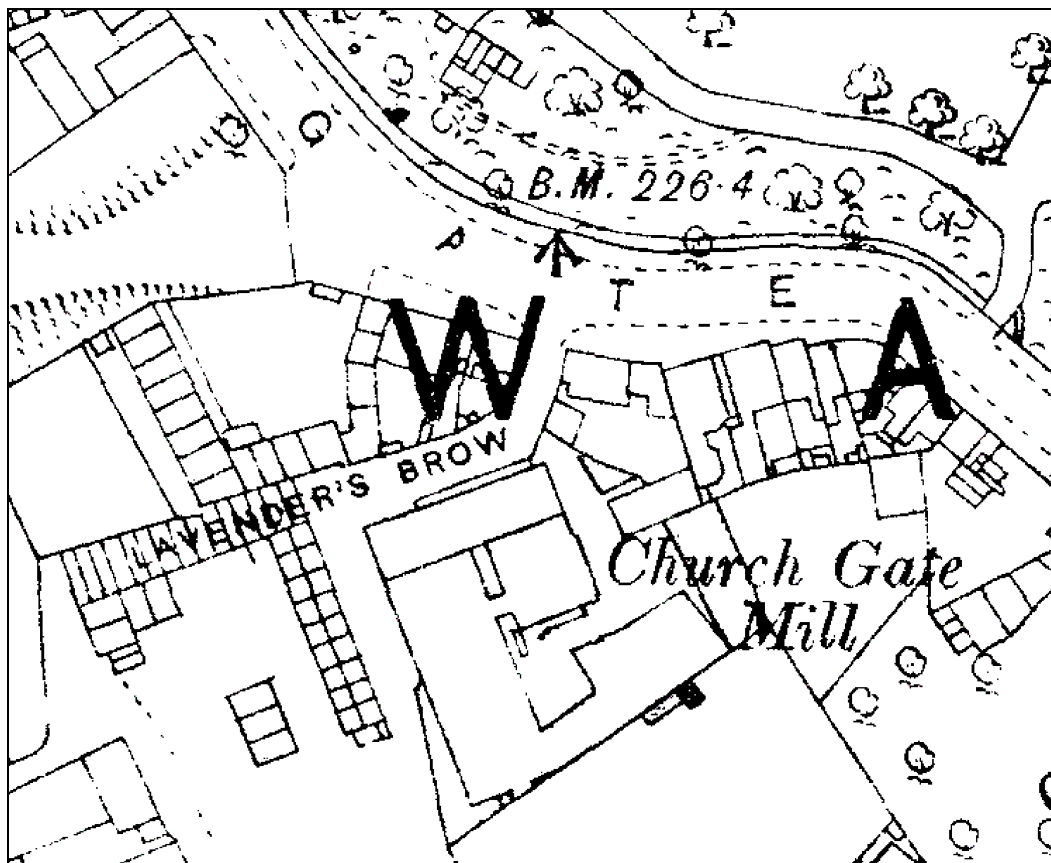 G A T E
B.M. 226·4
W A
LAVENDER'S BROW
Church Gate
Mill